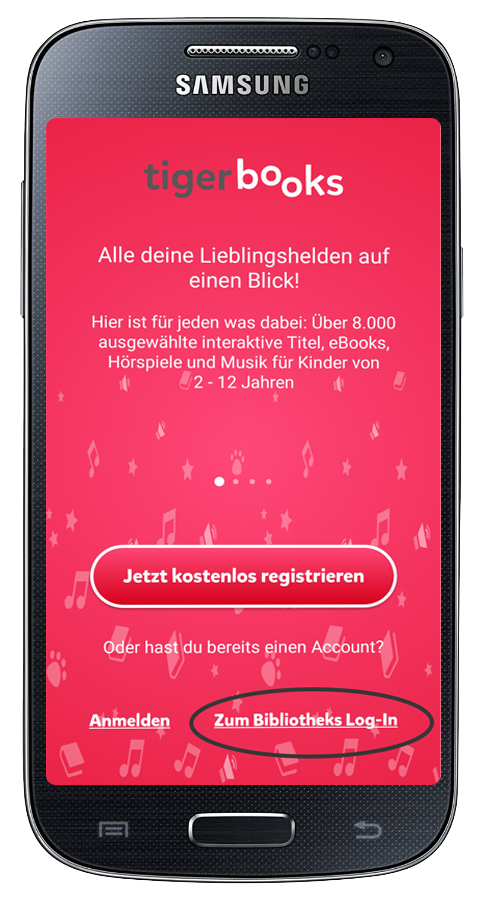 SAMSUNG
tigerbooks
Alle deine Lieblingshelden auf
einen Blick!
Hier ist für jeden was dabei: Über 8.000
ausgewählte interaktive Titel, eBooks,
Hörspiele und Musik für Kinder von
2 - 12 Jahren
Jetzt kostenlos registrieren
Oder hast du bereits einen Account?
Anmelden Zum Bibliotheks Log-In